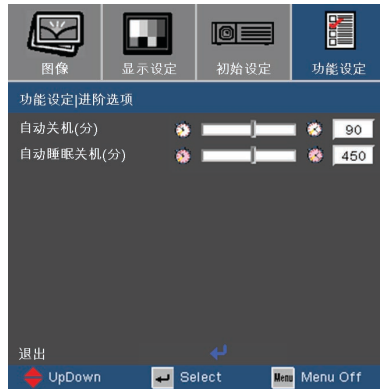 图像 显示设定 初始设定 功能设定
功能设定|进阶选项
自动关机(分) 90
自动睡眠关机(分) 450
退出
UpDown Select Menu Menu Off